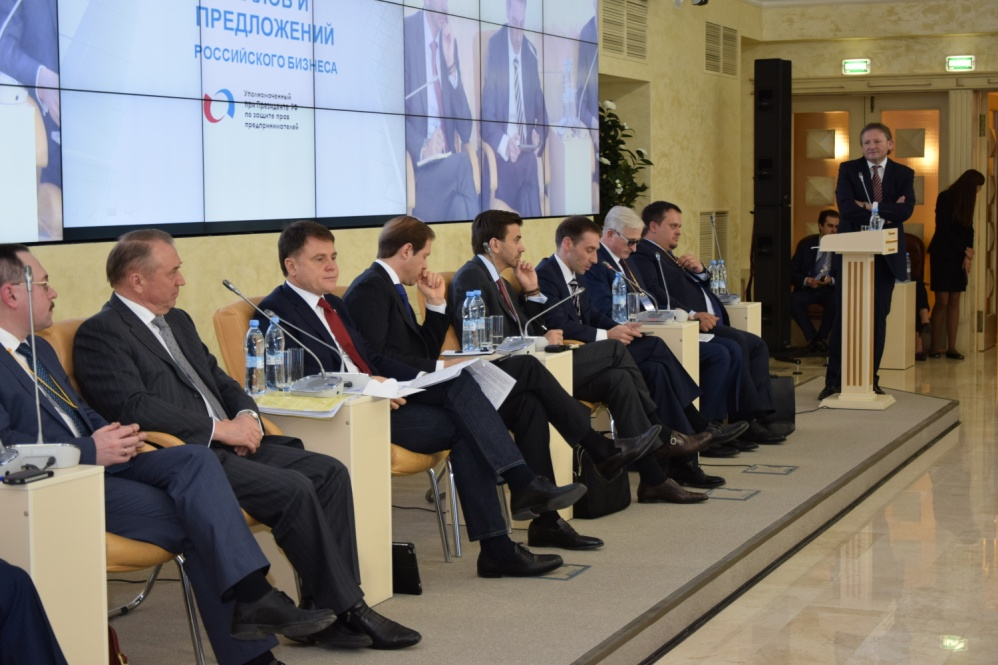 И
ПРЕДЛОЖЕНИЙ
РОССИЙСКОГО БИЗНЕСА
Уполномоченный
при Президенте РФ
по защите прав
предпринимателей